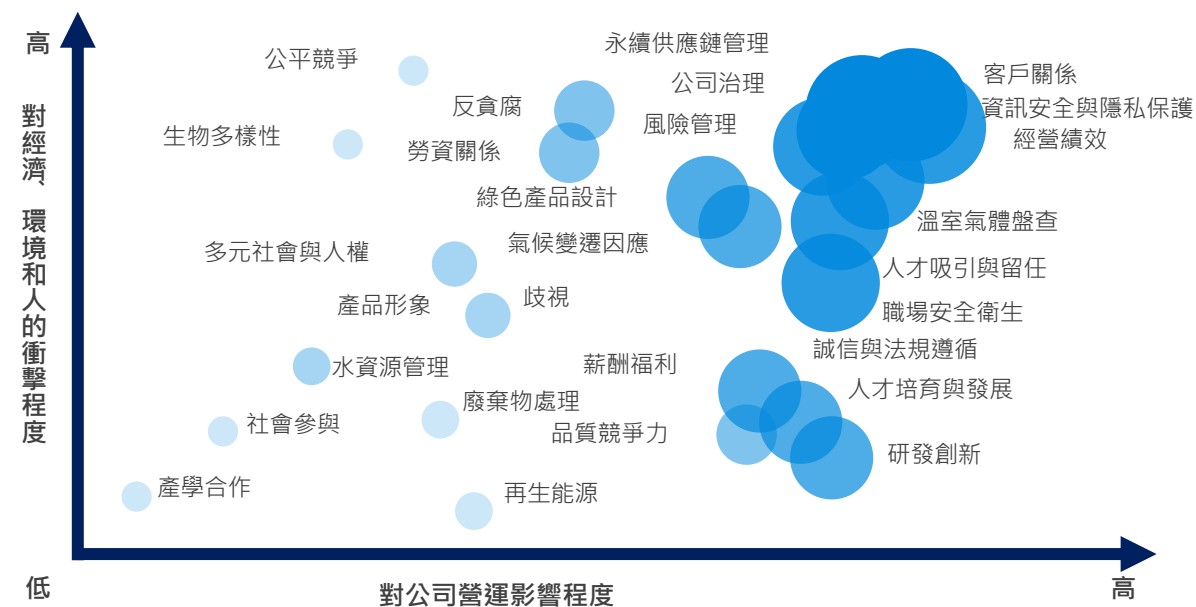 高
永續供應鏈管理
公平競爭
客戶關係
公司治理
反貪腐
資訊安全與隱私保護
風險管理
生物多樣性
經營績效
勞資關係
綠色產品設計
溫室氣體盤查
氣候變遷因應
多元社會與人權
人才吸引與留任
歧視
產品形象
職場安全衛生
對經濟、環境和人的衝擊程度
誠信與法規遵循
薪酬福利
水資源管理
人才培育與發展
廢棄物處理
社會參與
品質競爭力
研發創新
產學合作
再生能源
低
對公司營運影響程度
高